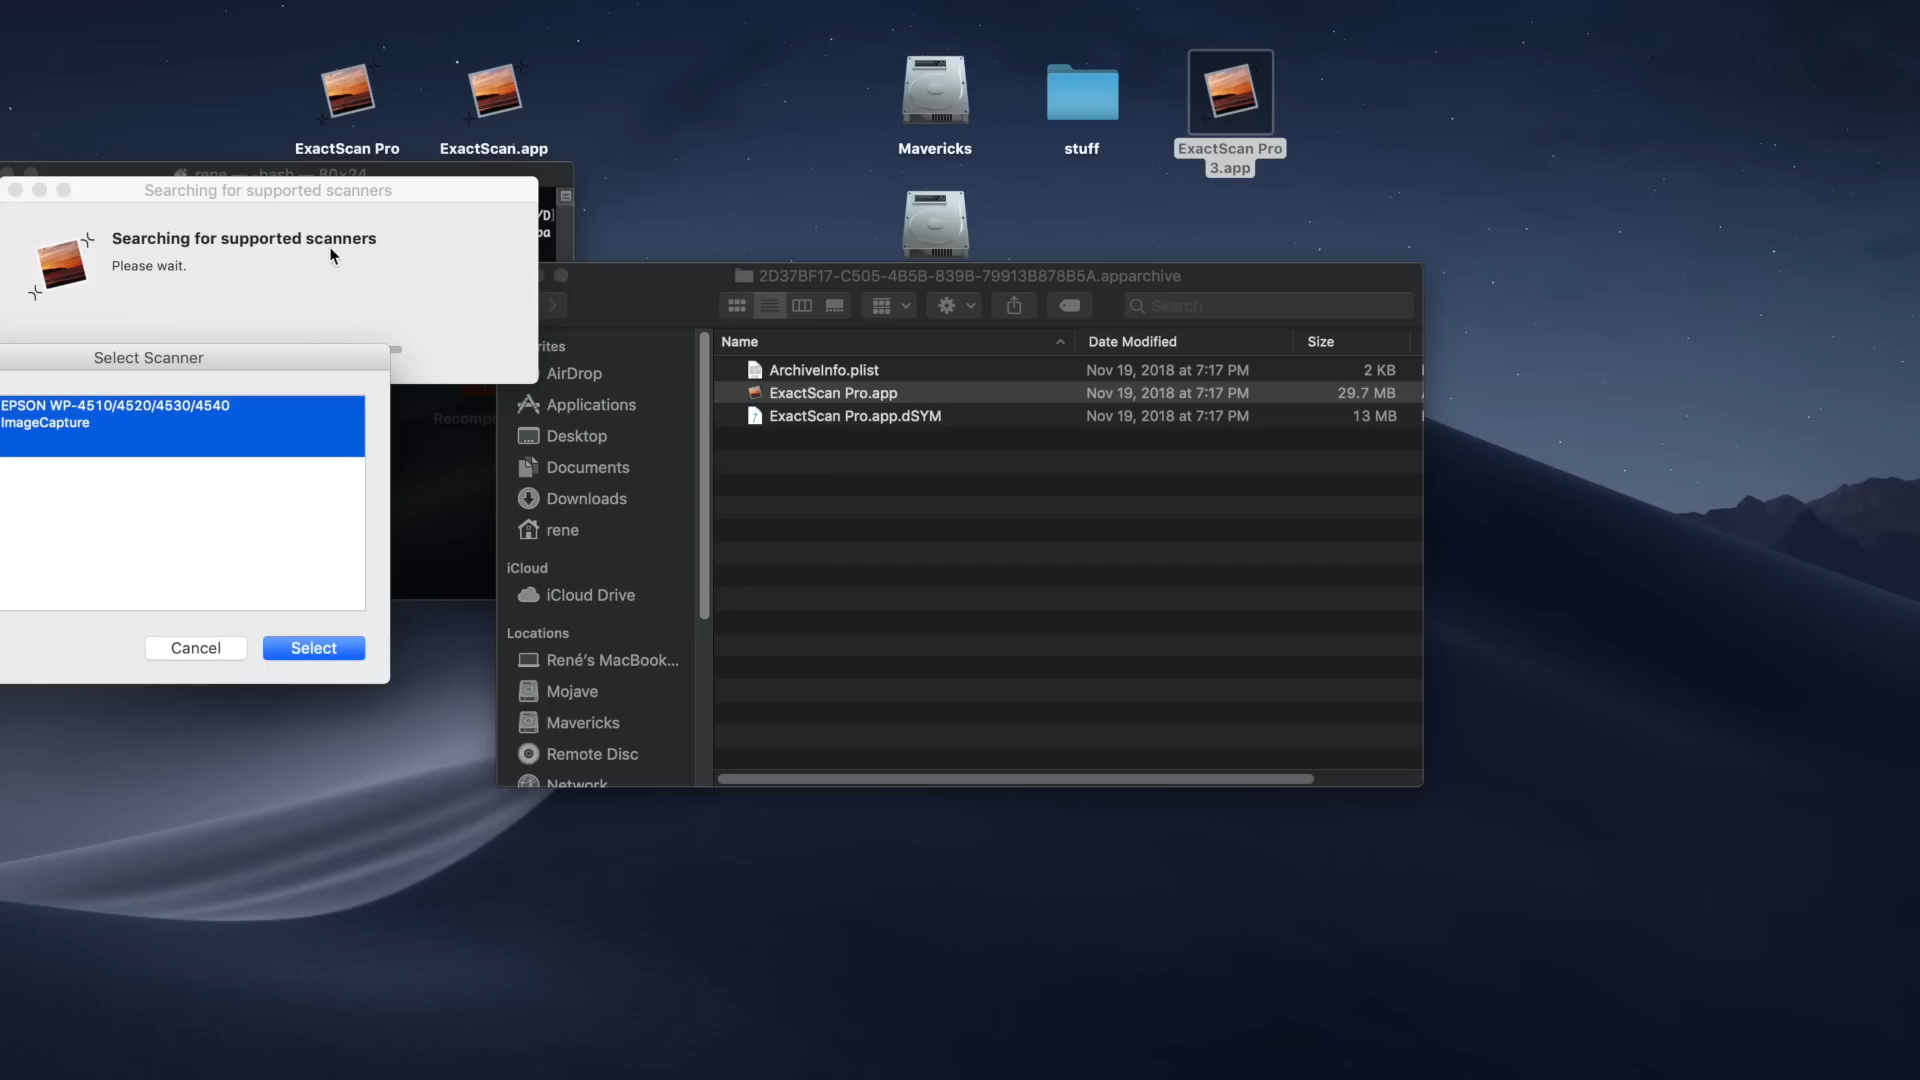 ExactScan Pro
ExactScan.app
Mavericks
stuff
ExactScan Pro
3.app
rene — -bash — 80×24
Searching for supported scanners
Searching for supported scanners
Please wait.
Select Scanner
EPSON WP-4510/4520/4530/4540
ImageCapture
Cancel
Select
2D37BF17-C505-4B5B-839B-79913B878B5A.apparchive
Search
Name
Date Modified
Size
ArchiveInfo.plist
Nov 19, 2018 at 7:17 PM
2 KB
ExactScan Pro.app
Nov 19, 2018 at 7:17 PM
29.7 MB
ExactScan Pro.app.dSYM
Nov 19, 2018 at 7:17 PM
13 MB
AirDrop
Applications
Desktop
Documents
Downloads
rene
iCloud
iCloud Drive
Locations
René’s MacBook...
Mojave
Mavericks
Remote Disc
Network